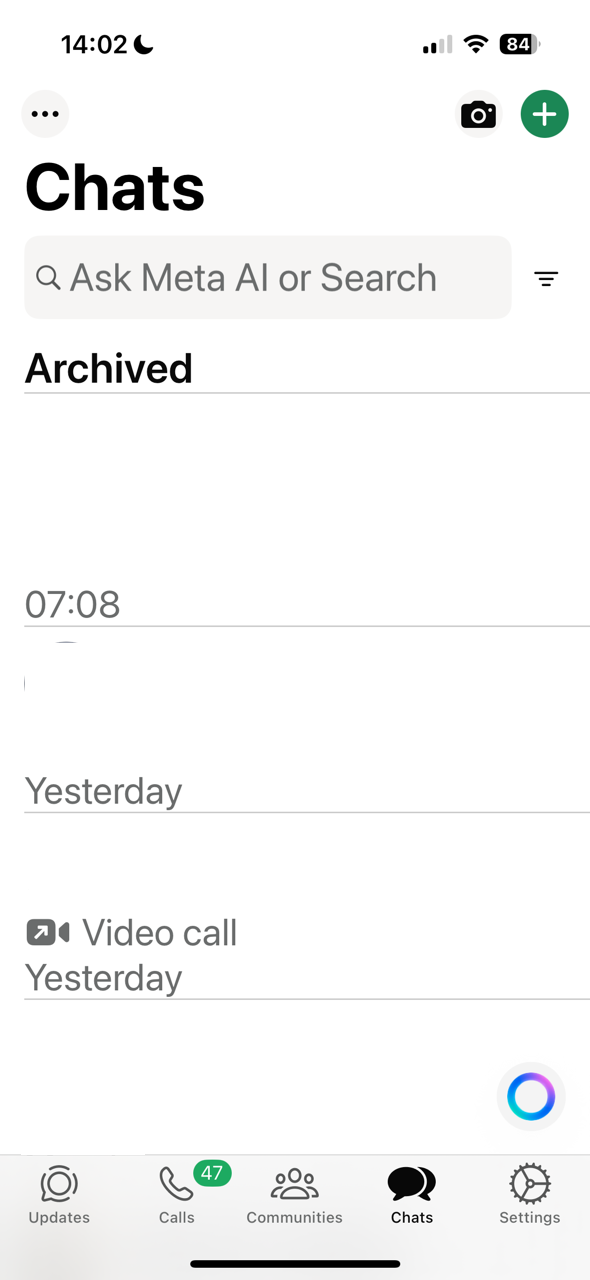 14:02
84
Chats
Ask Meta AI or Search
Archived
07:08
Yesterday
Video call
Yesterday
47
Updates
Calls
Communities
Chats
Settings